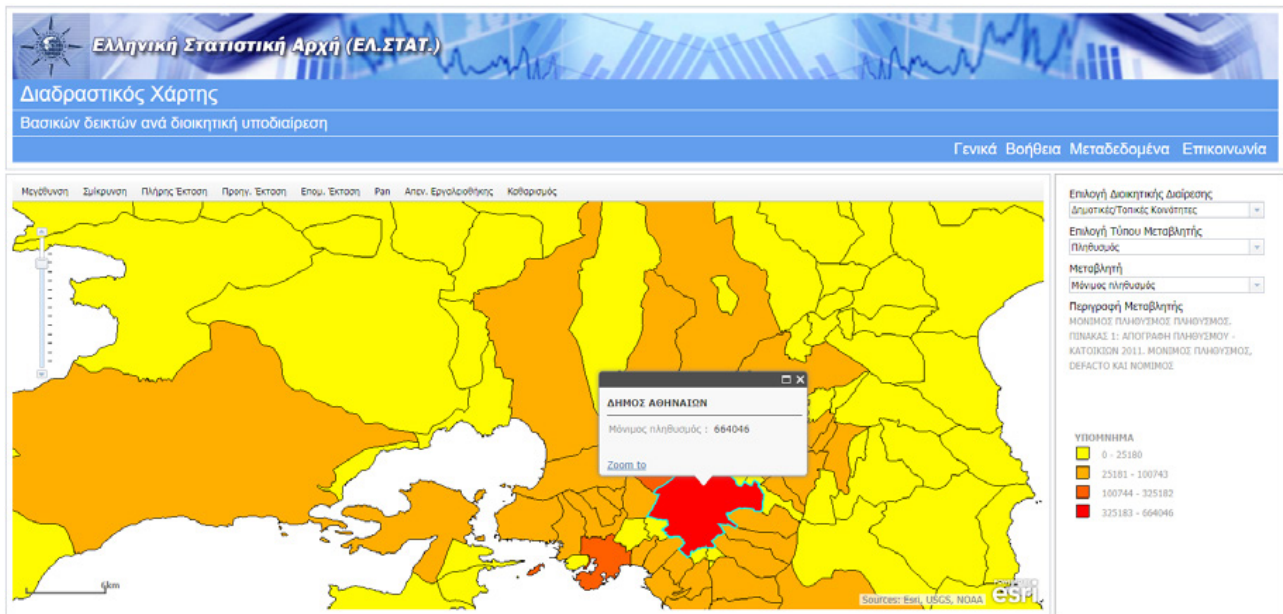 Ελληνική Στατιστική Αρχή (ΕΛ.ΣΤΑΤ.)
Διαδραστικός Χάρτης
Βασικών δεικτών ανά διοικητική υποδιαίρεση
Γενικά Βοήθεια Μεταδεδομένα Επικοινωνία
Μεγέθυνση Σμίκρυνση Πλήρης Έκταση Προηγ. Έκταση Επομ. Έκταση Pan Απεν. Εργαλειοθήκης Καθαρισμός
Επιλογή Διοικητικής Διαίρεσης
Δημοτικές/Τοπικές Κοινότητες
Επιλογή Τύπου Μεταβλητής
Πληθυσμός
Μεταβλητή
Μόνιμος πληθυσμός
Περιγραφή Μεταβλητής
ΜΟΝΙΜΟΣ ΠΛΗΘΥΣΜΟΣ ΠΛΗΘΥΣΜΟΣ.
ΠΙΝΑΚΑΣ 1: ΑΠΟΓΡΑΦΗ ΠΛΗΘΥΣΜΟΥ -
ΚΑΤΟΙΚΙΩΝ 2011. ΜΟΝΙΜΟΣ ΠΛΗΘΥΣΜΟΣ,
DEFACTO ΚΑΙ ΝΟΜΙΜΟΣ
ΔΗΜΟΣ ΑΘΗΝΑΙΩΝ
Μόνιμος πληθυσμός : 664046
Zoom to
ΥΠΟΜΝΗΜΑ
0 - 25180
25181 - 100743
100744 - 325182
325183 - 664046
6km
Sources: Esri, USGS, NOAA
esri